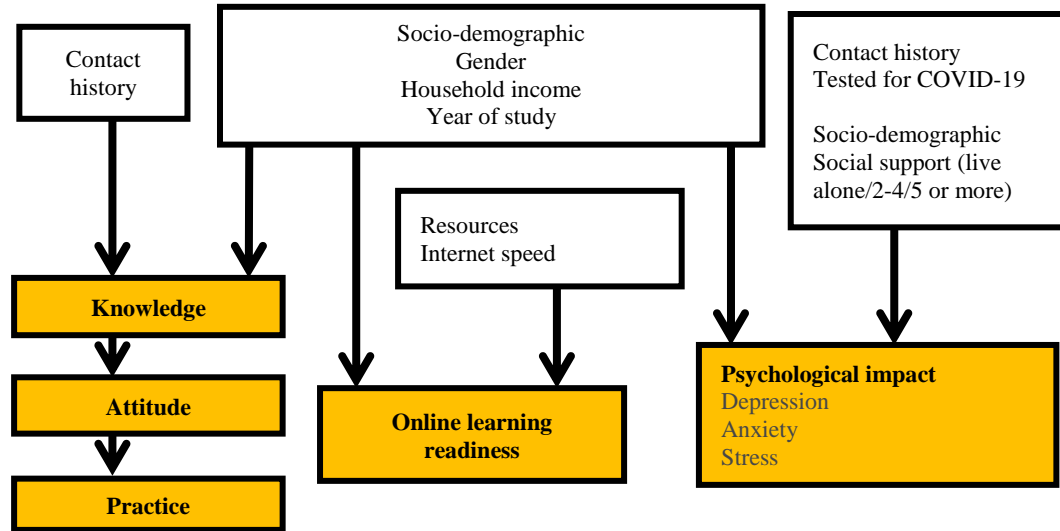 Contact
history
Socio-demographic
Gender
Household income
Year of study
Contact history
Tested for COVID-19
Socio-demographic
Social support (live
alone/2-4/5 or more)
Resources
Internet speed
Knowledge
Attitude
Practice
Online learning
readiness
Psychological impact
Depression
Anxiety
Stress